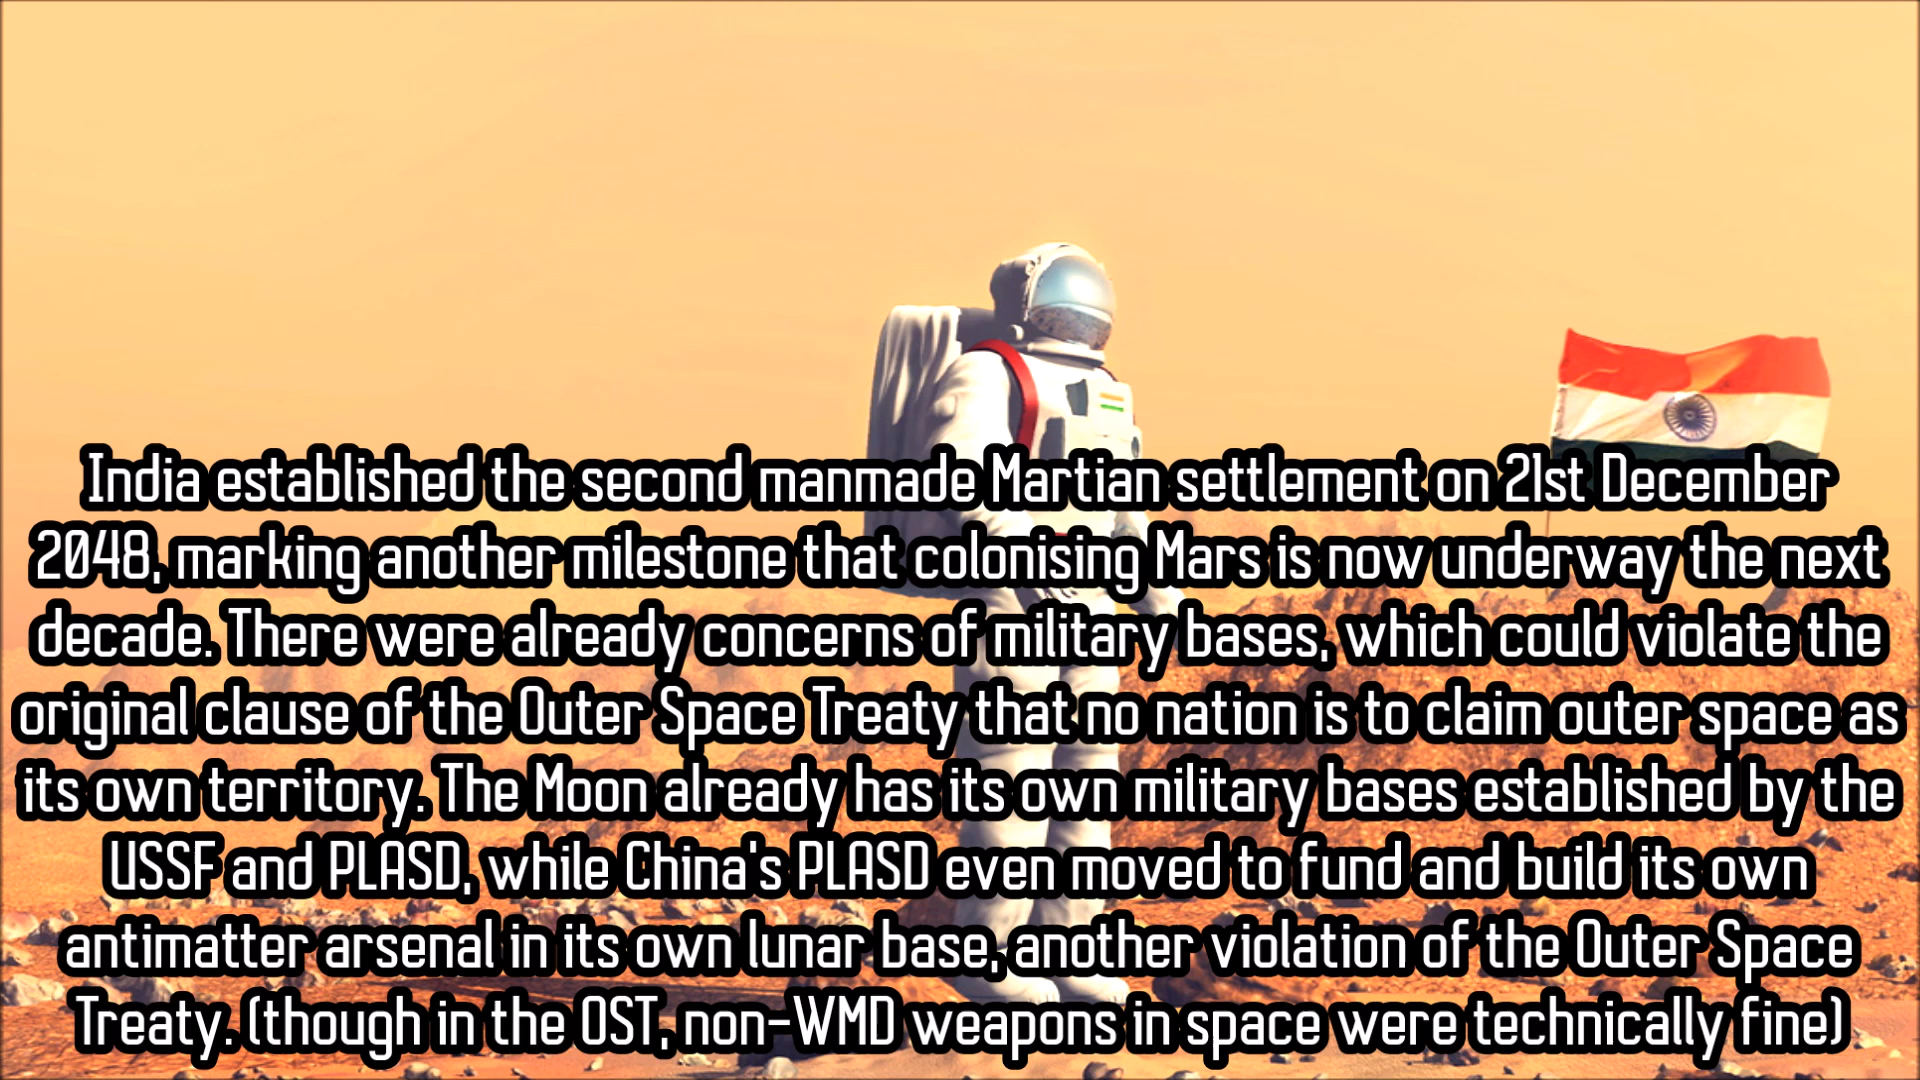 India established the second manmade Martian settlement on 21st December
2048, marking another milestone that colonising Mars is now underway the next
decade. There were already concerns of military bases, which could violate the
original clause of the Outer Space Treaty that no nation is to claim outer space as
its own territory. The Moon already has its own military bases established by the
USSF and PLASD, while China's PLASD even moved to fund and build its own
antimatter arsenal in its own lunar base, another violation of the Outer Space
Treaty. (though in the OST, non-WMD weapons in space were technically fine)